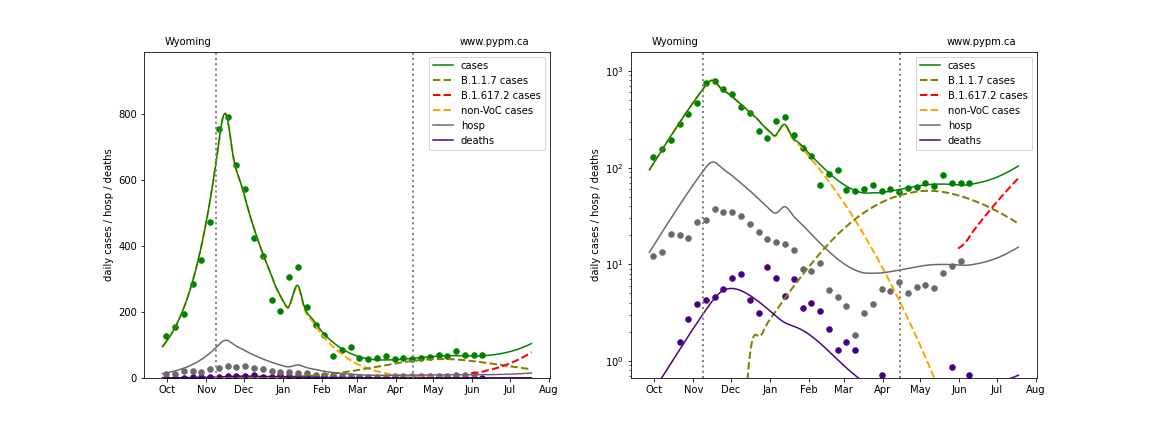 Wyoming
www.pypm.ca
cases
B.1.1.7 cases
B.1.617.2 cases
non-VoC cases
hosp
deaths
daily cases / hosp / deaths
800
600
400
200
0
Oct Nov Dec Jan Feb Mar Apr May Jun Jul Aug
Wyoming
www.pypm.ca
cases
B.1.1.7 cases
B.1.617.2 cases
non-VoC cases
hosp
deaths
daily cases / hosp / deaths
10³
10²
10¹
10⁰
Oct Nov Dec Jan Feb Mar Apr May Jun Jul Aug